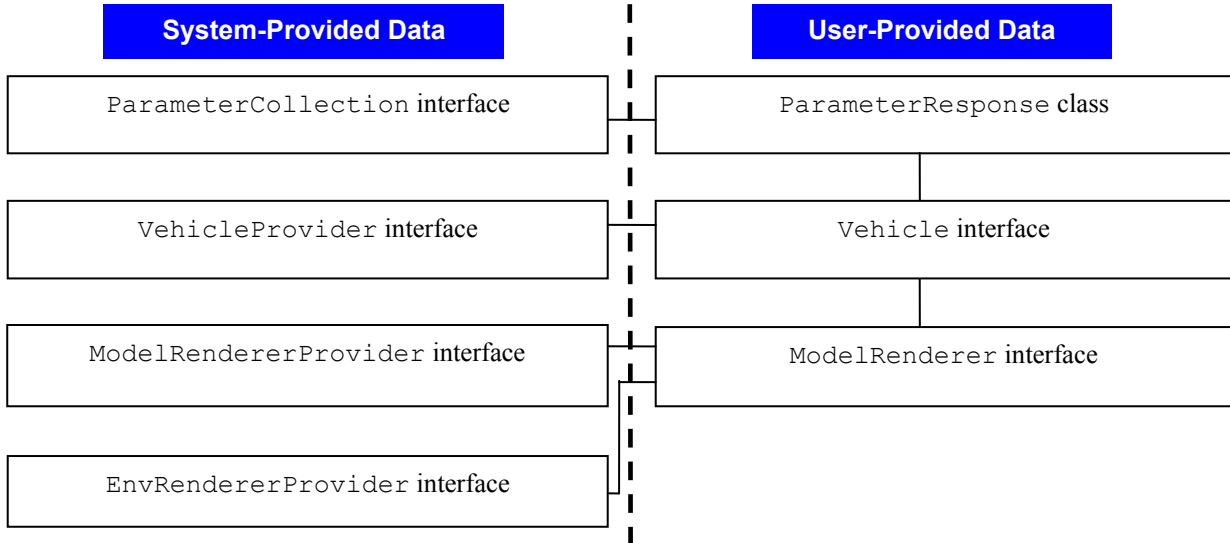 System-Provided Data
User-Provided Data
ParameterCollection interface
ParameterResponse class
VehicleProvider interface
Vehicle interface
ModelRendererProvider interface
ModelRenderer interface
EnvRendererProvider interface